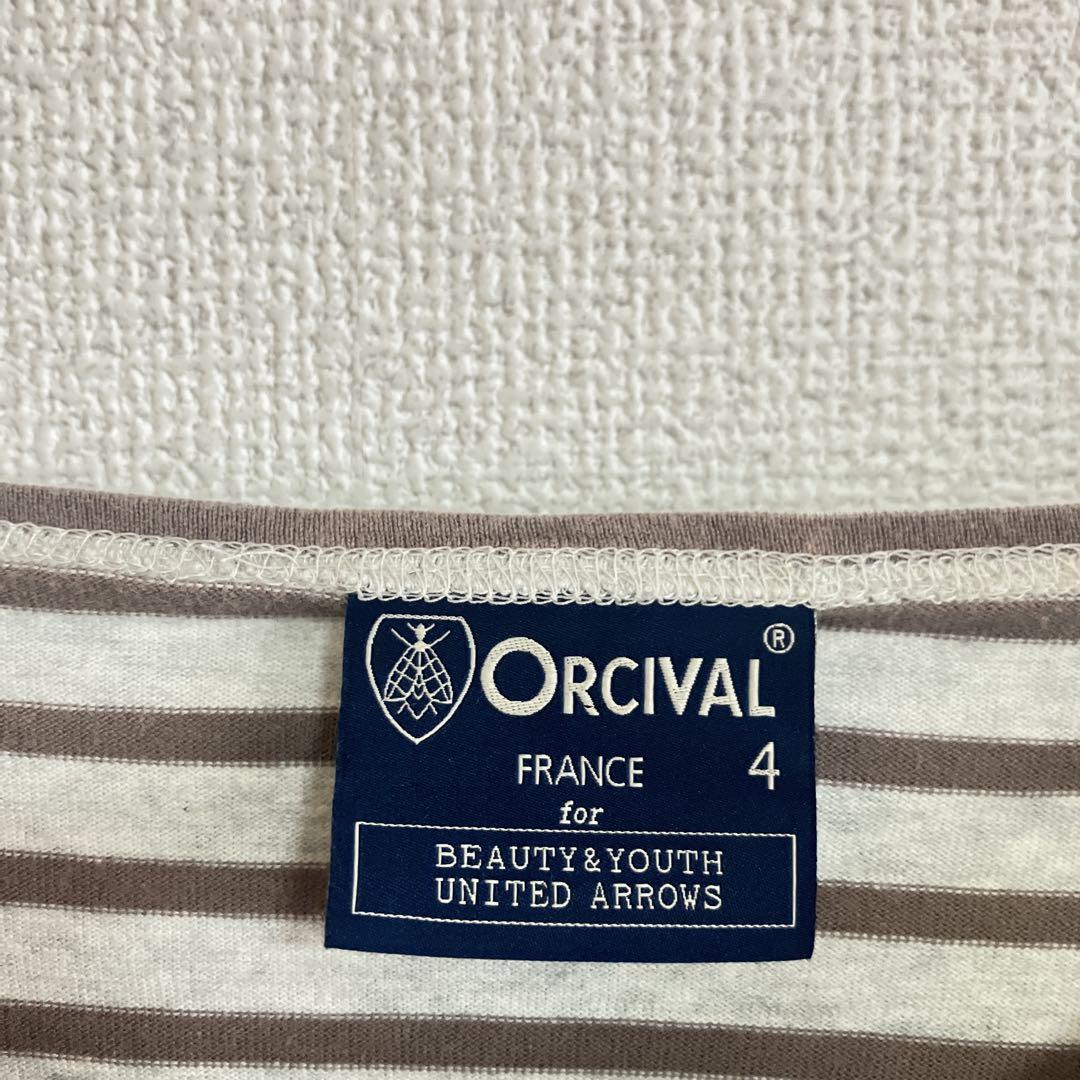 ORCIVAL®
FRANCE 4
for
BEAUTY&YOUTH
UNITED ARROWS